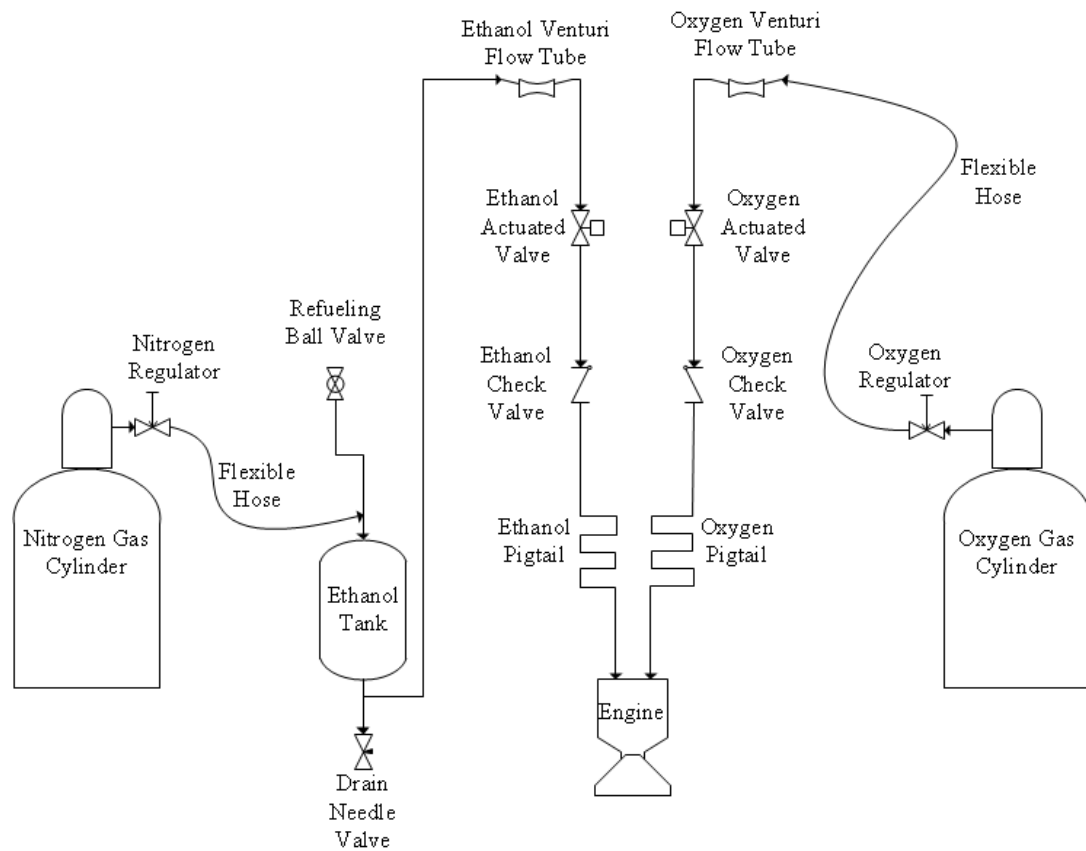 Ethanol Venturi
Flow Tube
Oxygen Venturi
Flow Tube
Flexible
Hose
Ethanol
Actuated
Valve
Oxygen
Actuated
Valve
Refueling
Ball Valve
Nitrogen
Regulator
Ethanol
Check
Valve
Oxygen
Check
Valve
Oxygen
Regulator
Flexible
Hose
Nitrogen Gas
Cylinder
Ethanol
Pigtail
Oxygen
Pigtail
Oxygen Gas
Cylinder
Ethanol
Tank
Engine
Drain
Needle
Valve